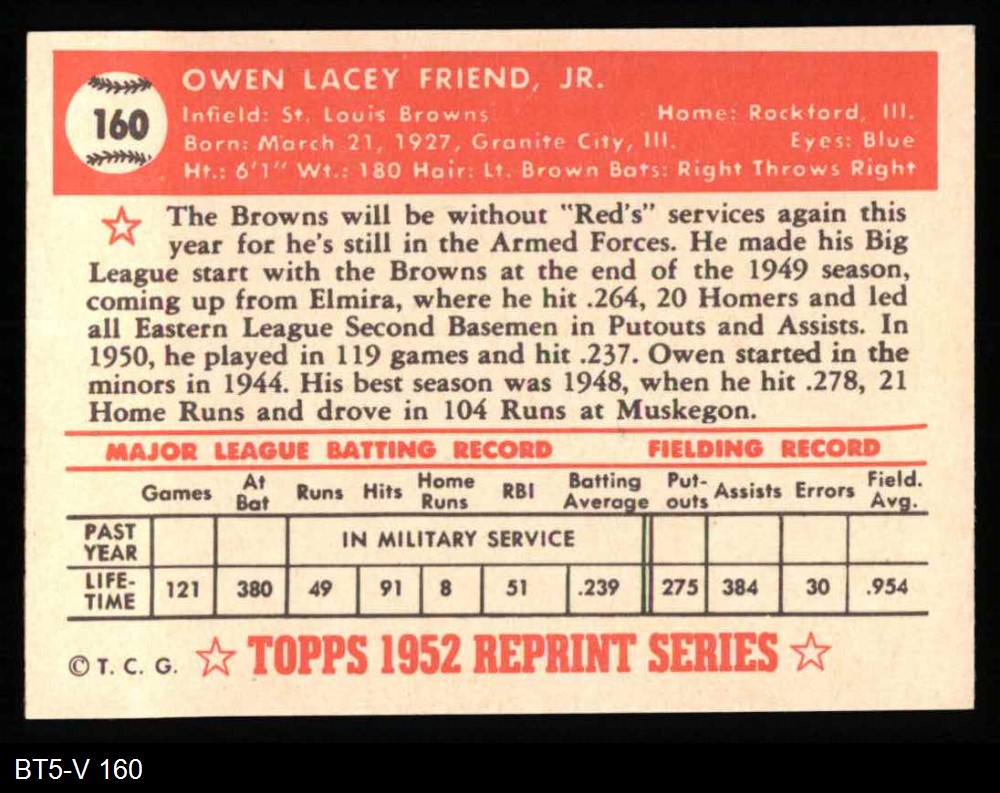 160
OWEN LACEY FRIEND, JR.
Infield: St. Louis Browns Home: Rockford, Ill.
Born: March 21, 1927, Granite City, Ill. Eyes: Blue
Ht.: 6'1" Wt.: 180 Hair: Lt. Brown Bats: Right Throws Right
The Browns will be without "Red's" services again this
year for he's still in the Armed Forces. He made his Big
League start with the Browns at the end of the 1949 season,
coming up from Elmira, where he hit .264, 20 Homers and led
all Eastern League Second Basemen in Putouts and Assists. In
1950, he played in 119 games and hit .237. Owen started in the
minors in 1944. His best season was 1948, when he hit .278, 21
Home Runs and drove in 104 Runs at Muskegon.
MAJOR LEAGUE BATTING RECORD FIELDING RECORD
Games At Bat Runs Hits Home Runs RBI Batting Average Put-outs Assists Errors Field. Avg.
PAST YEAR IN MILITARY SERVICE
LIFE-TIME 121 380 49 91 8 51 .239 275 384 30 .954
© T. C. G. ☆ TOPPS 1952 REPRINT SERIES ☆
BT5-V 160